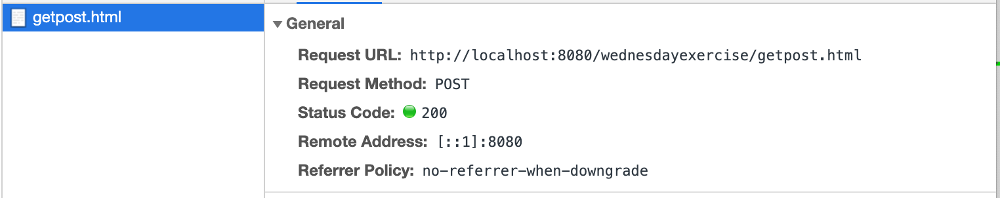 getpost.html
General
Request URL: http://localhost:8080/wednesdayexercise/getpost.html
Request Method: POST
Status Code: 200
Remote Address: [::1]:8080
Referrer Policy: no-referrer-when-downgrade